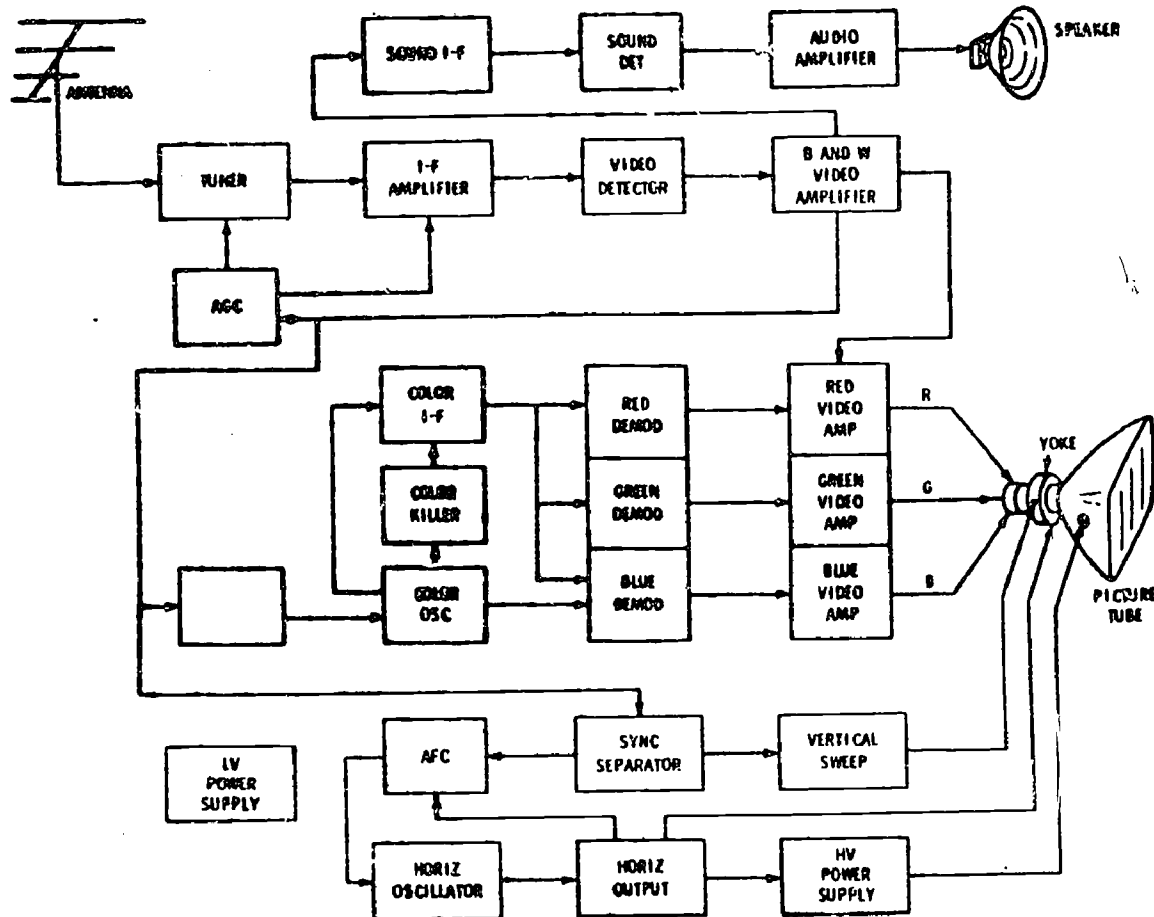 SOUND I-F
SOUND
DET
AUDIO
AMPLIFIER
SPEAKER
ANTENNA
TUNER
I-F
AMPLIFIER
VIDEO
DETECTOR
B AND W
VIDEO
AMPLIFIER
AGC
COLOR
I-F
RED
DEMOD
RED
VIDEO
AMP
R
YOKE
COLOR
KILLER
GREEN
DEMOD
GREEN
VIDEO
AMP
G
COLOR
OSC
BLUE
DEMOD
BLUE
VIDEO
AMP
B
PICTURE
TUBE
LV
POWER
SUPPLY
AFC
SYNC
SEPARATOR
VERTICAL
SWEEP
HORIZ
OSCILLATOR
HORIZ
OUTPUT
HV
POWER
SUPPLY